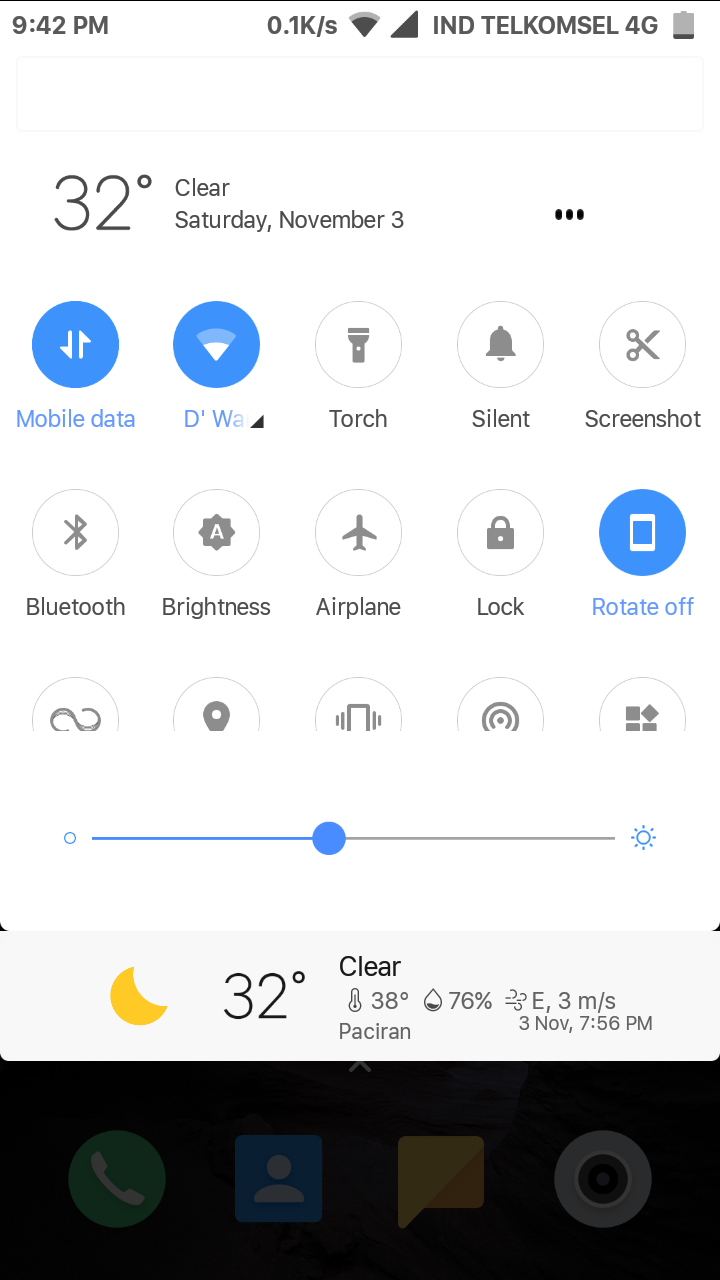 9:42 PM 0.1K/s IND TELKOMSEL 4G
32° Clear
Saturday, November 3
Mobile data D' Wa Torch Silent Screenshot
A
Bluetooth Brightness Airplane Lock Rotate off
32° Clear
38° 76% E, 3 m/s
3 Nov, 7:56 PM
Paciran